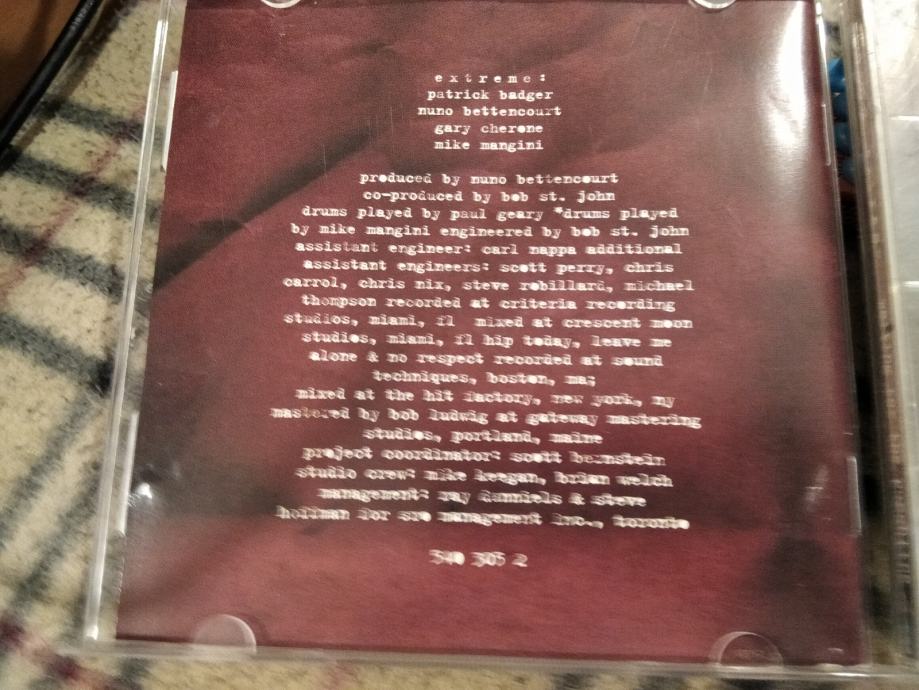 extreme:
patrick badger
nuno bettencourt
gary cherone
mike mangini
produced by nuno bettencourt
co-produced by bob st. john
drums played by paul geary *drums played
by mike mangini engineered by bob st. john
assistant engineer: carl nappa additional
assistant engineers: scott perry, chris
carrol, chris nix, steve robillard, michael
thompson recorded at criteria recording
studios, miami, fl mixed at crescent moon
studios, miami, fl hip today, leave me
alone & no respect recorded at sound
techniques, boston, ma;
mixed at the hit factory, new york, ny
mastered by bob ludwig at gateway mastering
studios, portland, maine
project coordinator: scott bernstein
studio crew: mike keegan, brian welch
management: ray danniels & steve
hoffman for sro management inc., toronto
540 305 2